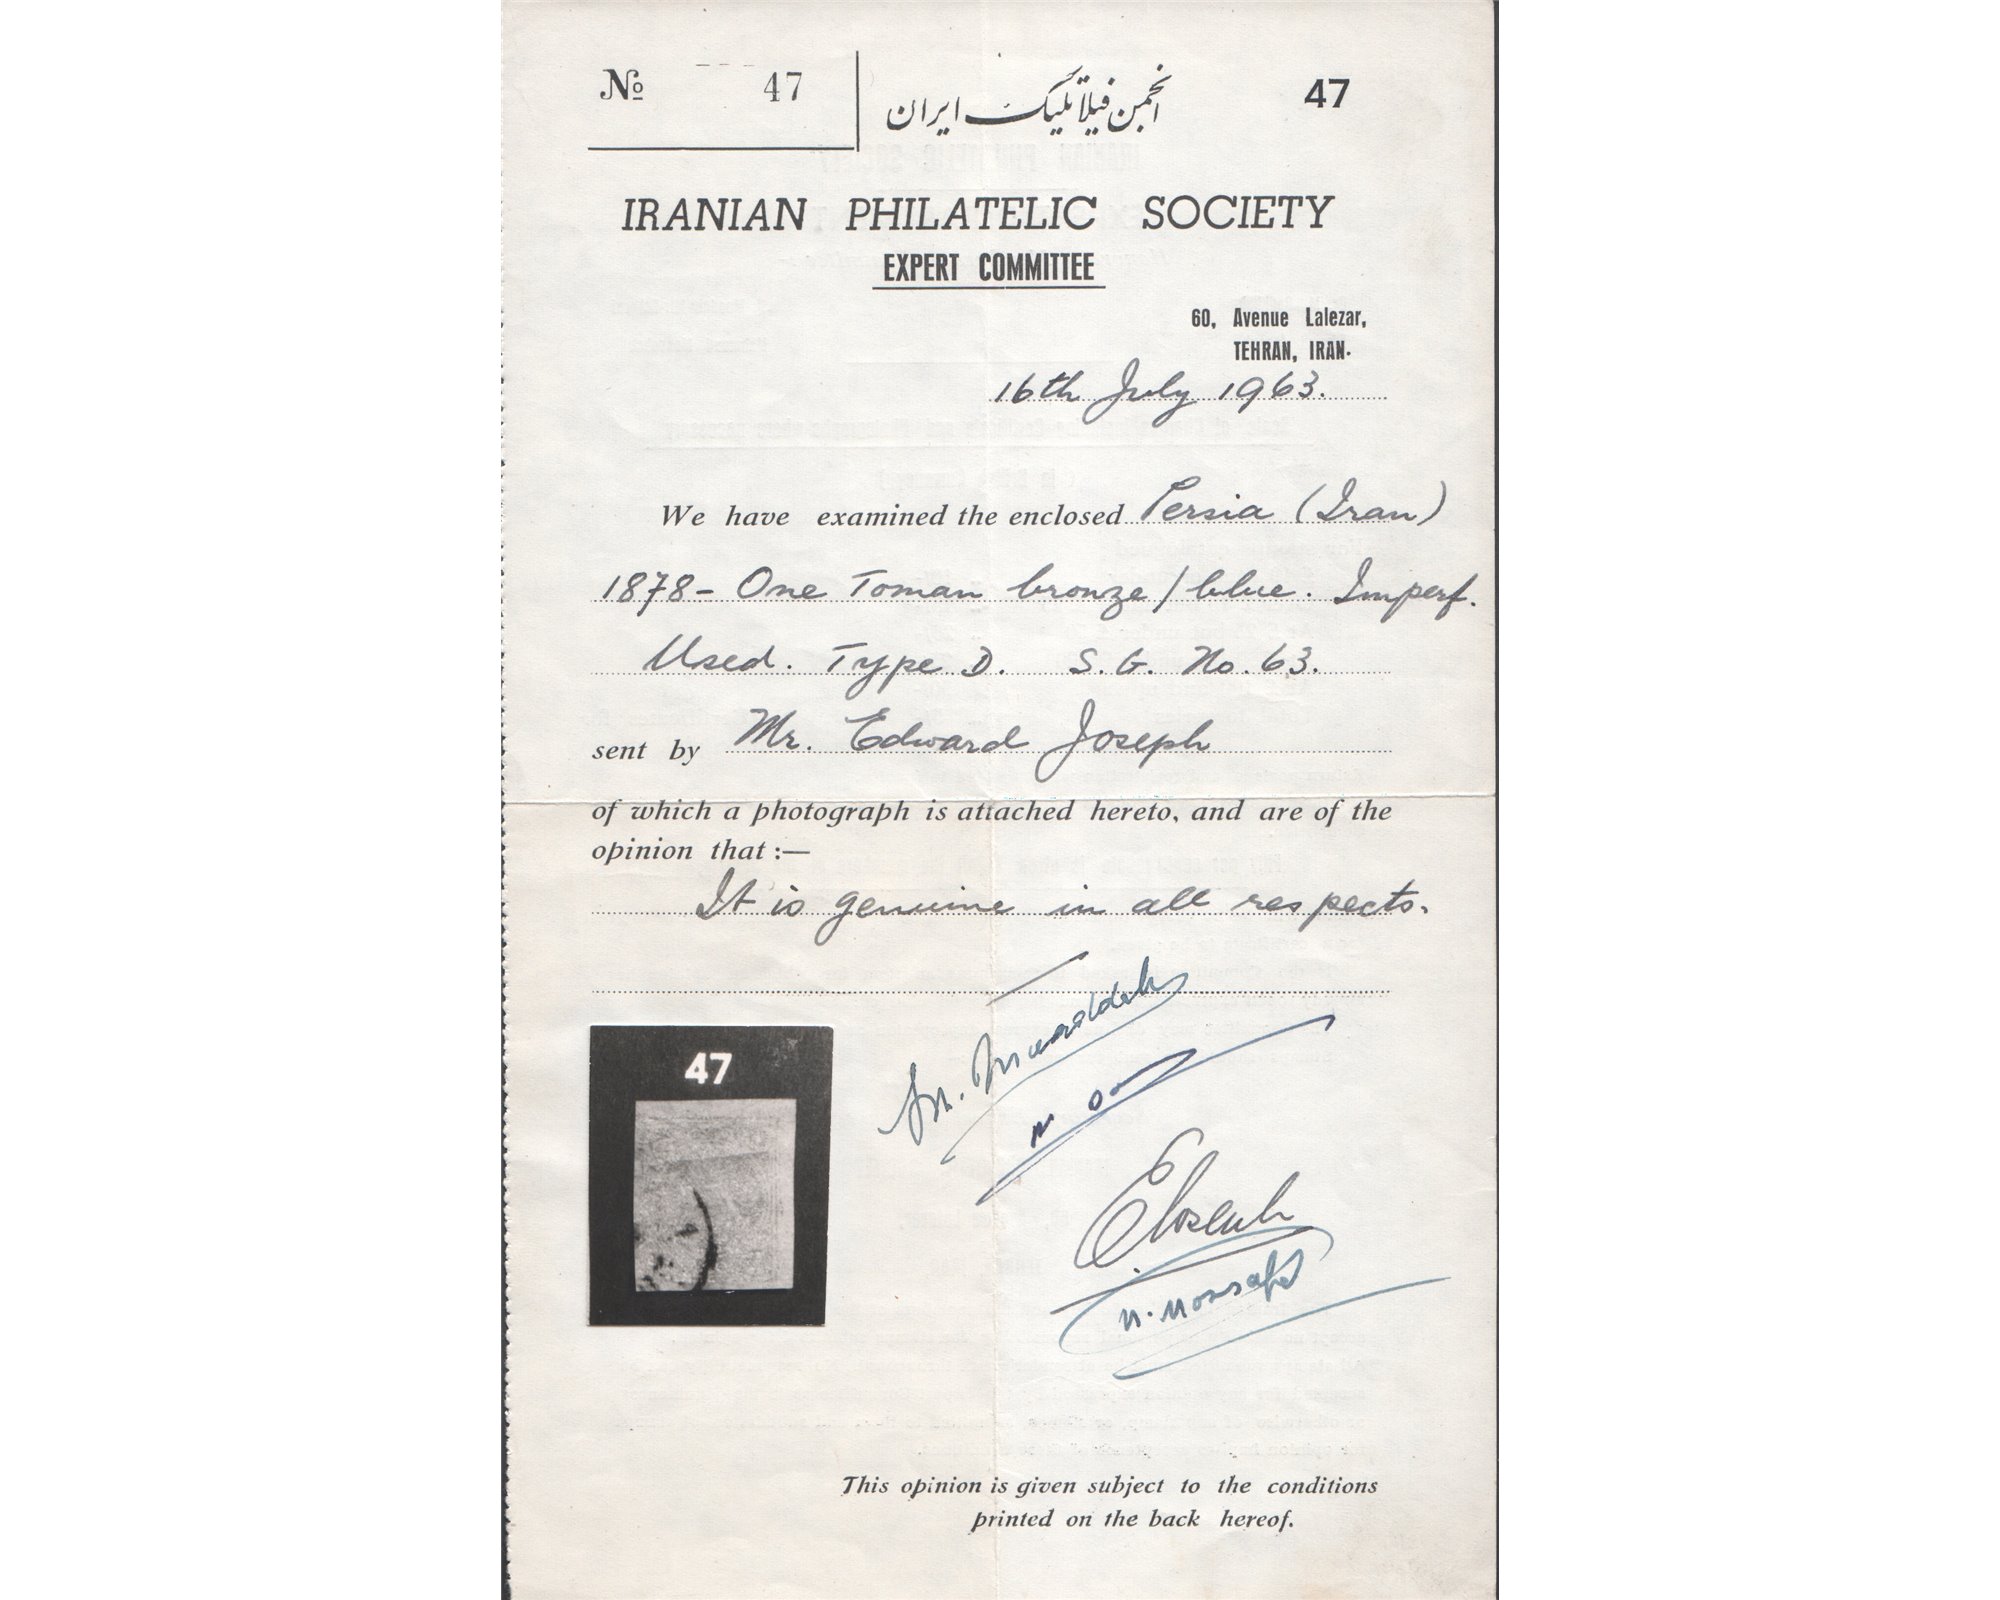 № 47
انجمن فیلاتلیک ایران
47
IRANIAN PHILATELIC SOCIETY
EXPERT COMMITTEE
60, Avenue Lalezar,
TEHRAN, IRAN.
16th July 1963.
We have examined the enclosed Persia (Iran)
1878- One Toman bronze/blue. Imperf.
Used. Type D. S.G. No. 63.
sent by Mr. Edward Joseph
of which a photograph is attached hereto, and are of the
opinion that :—
It is genuine in all respects.
47
This opinion is given subject to the conditions
printed on the back hereof.